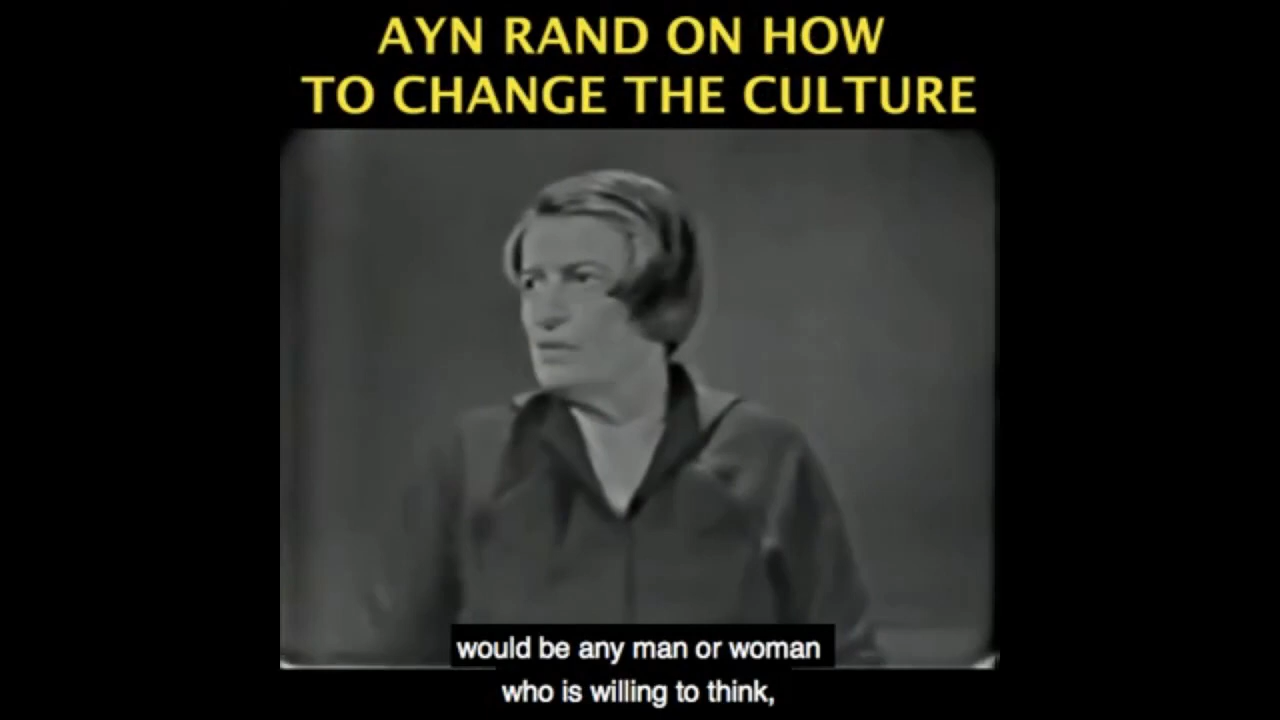 AYN RAND ON HOW
TO CHANGE THE CULTURE
would be any man or woman
who is willing to think,